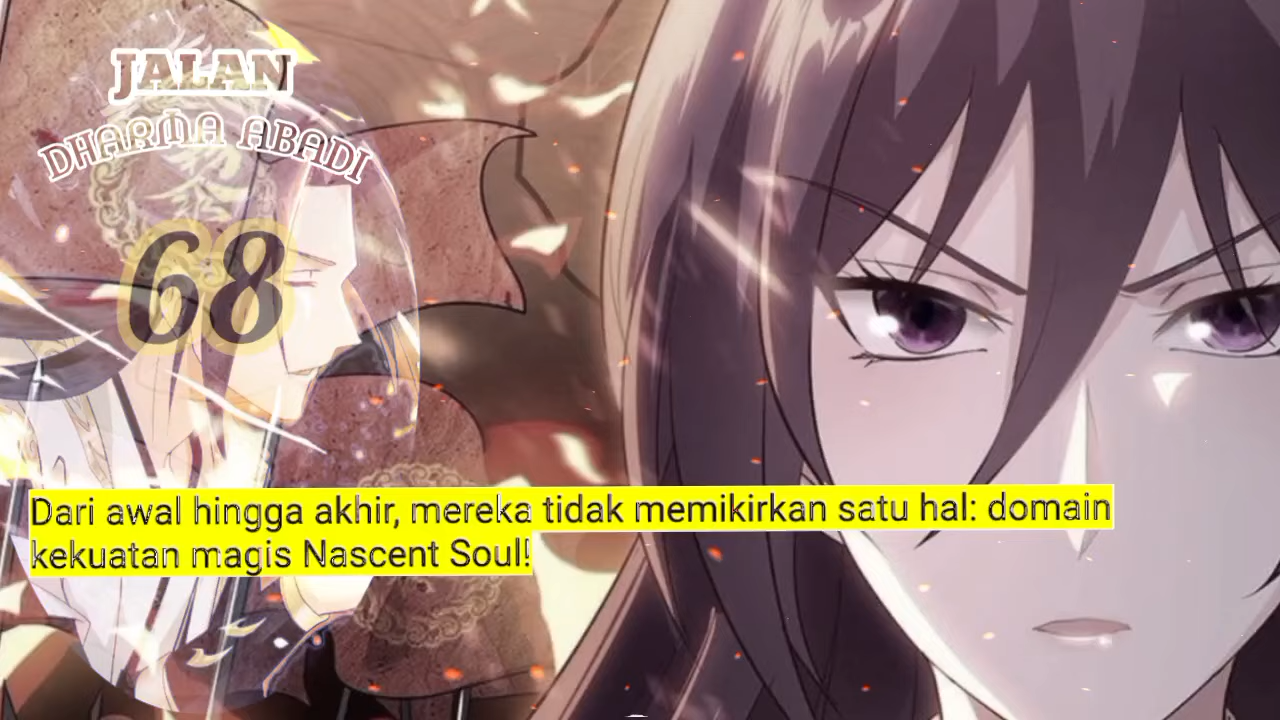 JALAN
DHARMA ABADI
68
Dari awal hingga akhir, mereka tidak memikirkan satu hal: domain
kekuatan magis Nascent Soul!